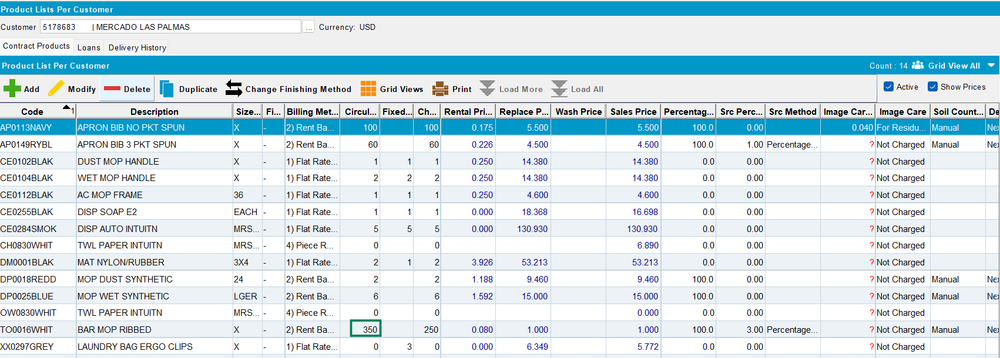 Product Lists Per Customer
Customer 5178683 | MERCADO LAS PALMAS ... Currency: USD
Contract Products Loans Delivery History
Product List Per Customer Count : 14 Grid View All
Add Modify Delete Duplicate Change Finishing Method Grid Views Print Load More Load All Active Show Prices
Code 1 Description Size... Fi... Billing Met... Circul... Fixed... Ch... Rental Pri... Replace P... Wash Price Sales Price Percentag... Src Perc... Src Method Image Car... Image Care Soil Count... De
AP0113NAVY APRON BIB NO PKT SPUN X - 2) Rent Ba... 100 100 0.175 5.500 5.500 100.0 0.00 0.040 For Residu... Manual Nex
AP0149RYBL APRON BIB 3 PKT SPUN X - 2) Rent Ba... 60 60 0.226 4.500 4.500 100.0 1.00 Percentage... ? Not Charged Manual Nex
CE0102BLAK DUST MOP HANDLE X - 1) Flat Rate... 1 1 1 0.250 14.380 14.380 0.0 0.00 ? Not Charged
CE0104BLAK WET MOP HANDLE X - 1) Flat Rate... 2 2 2 0.250 14.380 14.380 0.0 0.00 ? Not Charged
CE0112BLAK AC MOP FRAME 36 - 1) Flat Rate... 1 1 1 0.250 4.600 4.600 0.0 0.00 ? Not Charged
CE0255BLAK DISP SOAP E2 EACH - 1) Flat Rate... 1 1 1 0.000 18.368 16.698 0.0 0.00 ? Not Charged
CE0284SMOK DISP AUTO INTUITN MRS... - 1) Flat Rate... 5 5 5 0.000 130.930 130.930 0.0 0.00 ? Not Charged
CH0830WHIT TWL PAPER INTUITN MRS... - 4) Piece R... 0 0 6.890 0.0 0.00 ? Not Charged
DM0001BLAK MAT NYLON/RUBBER 3X4 - 1) Flat Rate... 2 1 2 3.926 53.213 53.213 0.0 0.00 ? Not Charged
DP0018REDD MOP DUST SYNTHETIC 24 - 2) Rent Ba... 2 2 1.188 9.460 9.460 100.0 0.00 ? Not Charged Manual Nex
DP0025BLUE MOP WET SYNTHETIC LGER - 2) Rent Ba... 6 6 1.592 15.000 15.000 100.0 0.00 ? Not Charged Manual Nex
OW0830WHIT TWL PAPER INTUITN MRS... - 4) Piece R... 0 0 0.000 0.0 0.00 ? Not Charged
TO0016WHIT BAR MOP RIBBED X - 2) Rent Ba... 350 250 0.080 1.000 1.000 100.0 3.00 Percentage... ? Not Charged Manual Nex
XX0297GREY LAUNDRY BAG ERGO CLIPS X - 1) Flat Rate... 0 3 0 0.000 6.349 5.772 0.0 0.00 ? Not Charged